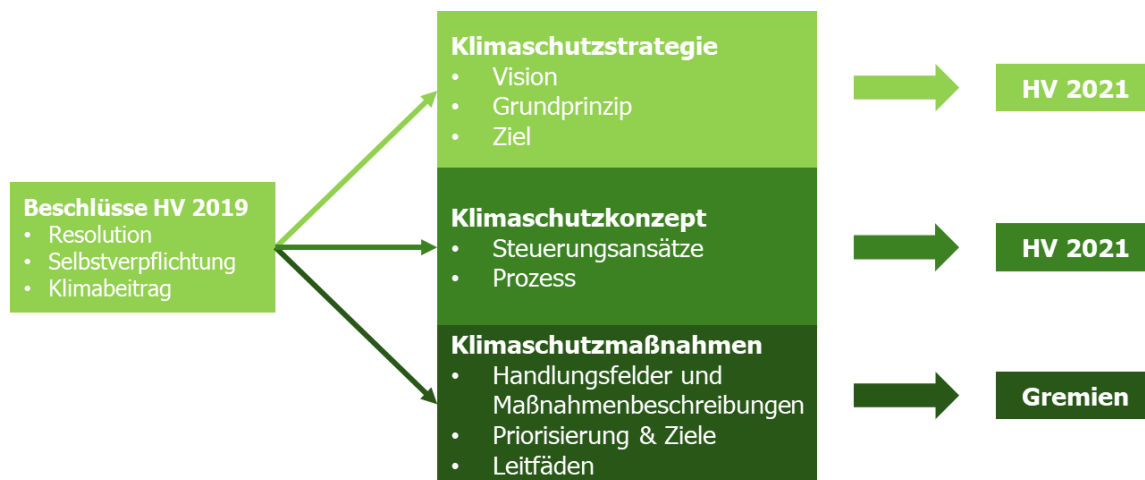 Beschlüsse HV 2019
• Resolution
• Selbstverpflichtung
• Klimabeitrag
Klimaschutzstrategie
• Vision
• Grundprinzip
• Ziel
HV 2021
Klimaschutzkonzept
• Steuerungsansätze
• Prozess
HV 2021
Klimaschutzmaßnahmen
• Handlungsfelder und
Maßnahmenbeschreibungen
• Priorisierung & Ziele
• Leitfäden
Gremien